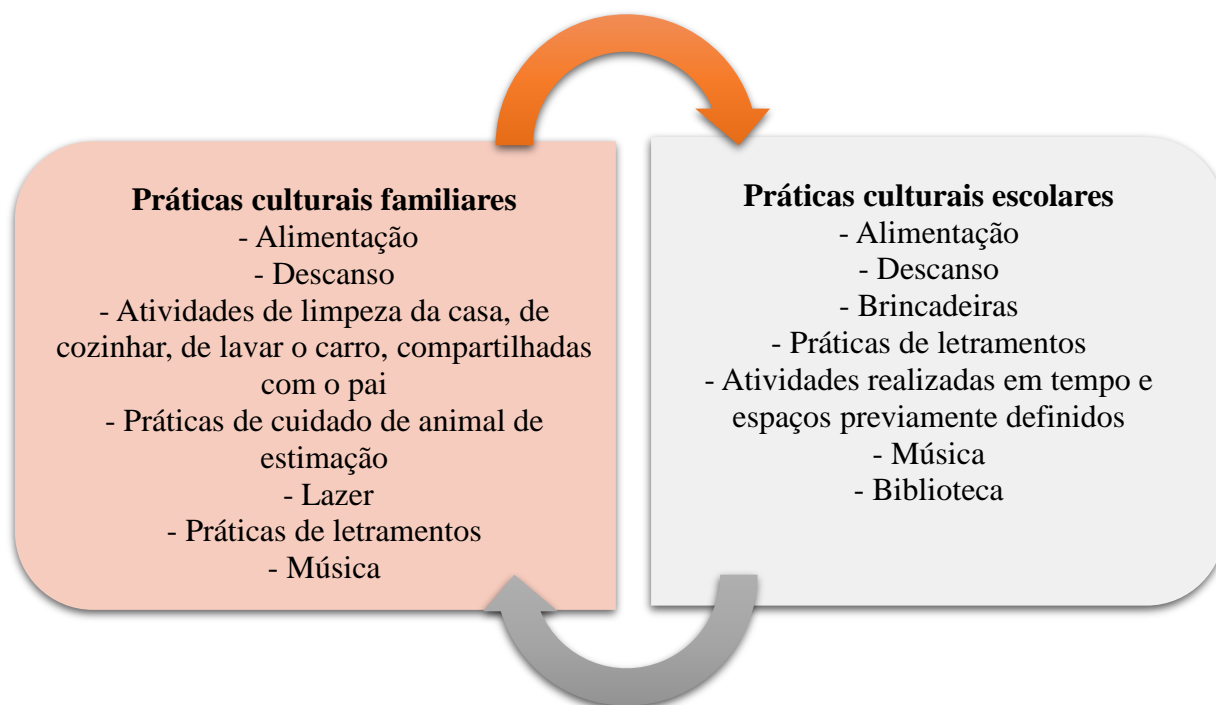 Práticas culturais familiares
- Alimentação
- Descanso
- Atividades de limpeza da casa, de
cozinhar, de lavar o carro, compartilhadas
com o pai
- Práticas de cuidado de animal de
estimação
- Lazer
- Práticas de letramentos
- Música
Práticas culturais escolares
- Alimentação
- Descanso
- Brincadeiras
- Práticas de letramentos
- Atividades realizadas em tempo e
espaços previamente definidos
- Música
- Biblioteca